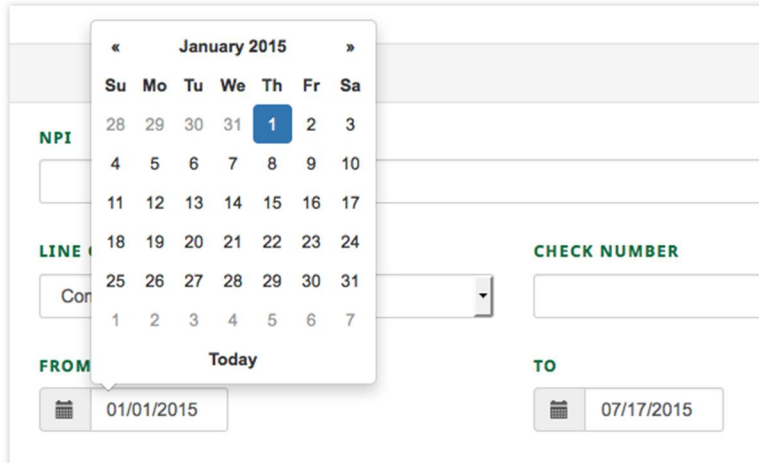 « January 2015 »
Su Mo Tu We Th Fr Sa
28 29 30 31 1 2 3
NPI
4 5 6 7 8 9 10
11 12 13 14 15 16 17
18 19 20 21 22 23 24
LINE CHECK NUMBER
25 26 27 28 29 30 31
1 2 3 4 5 6 7
Today
FROM TO
01/01/2015 07/17/2015